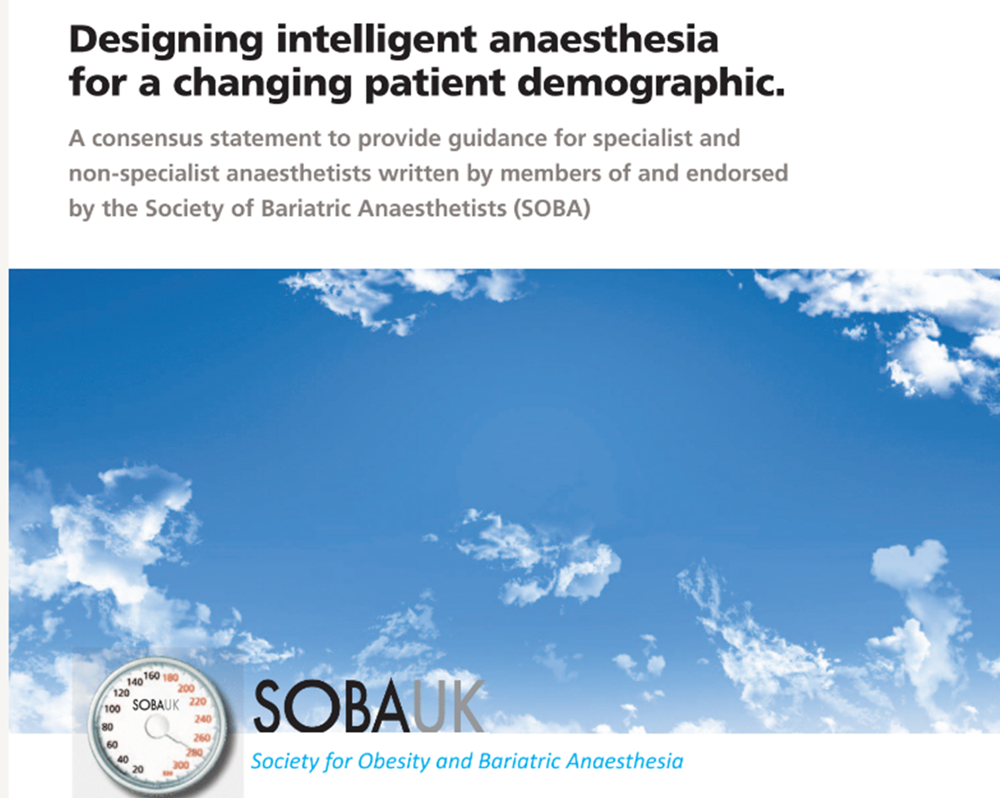 Designing intelligent anaesthesia
for a changing patient demographic.
A consensus statement to provide guidance for specialist and
non-specialist anaesthetists written by members of and endorsed
by the Society of Bariatric Anaesthetists (SOBA)
160
140
180
120
200
SOBAUK
220
100
240
80
260
60
280
40
300
20
SOBAUK
Society for Obesity and Bariatric Anaesthesia